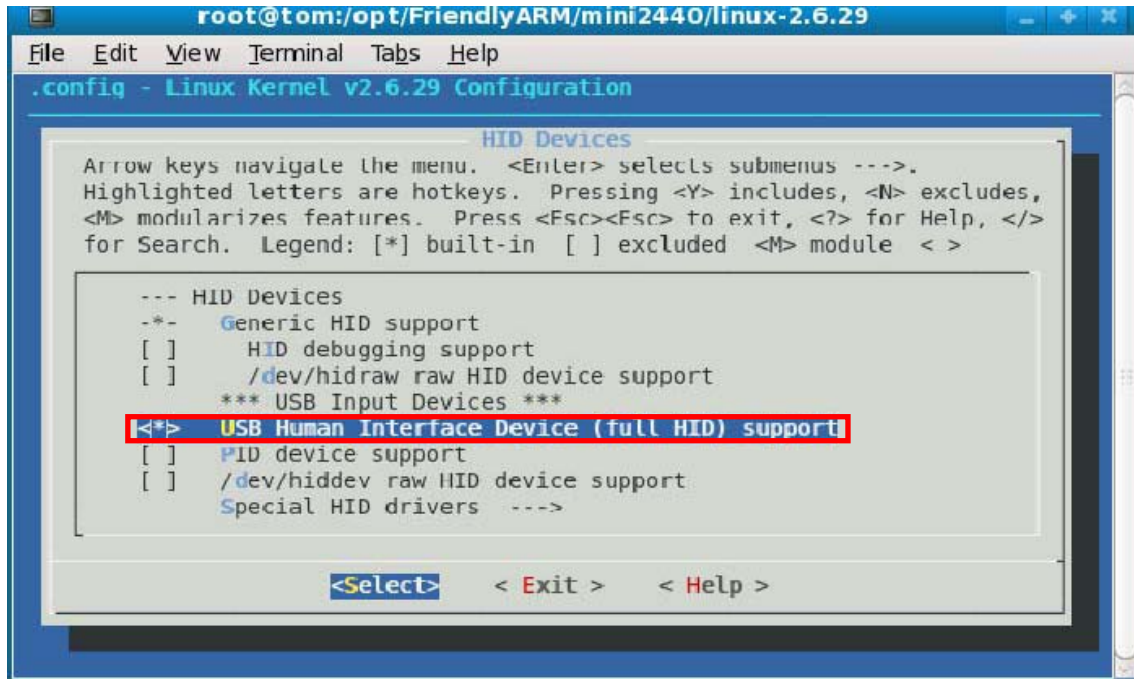 root@tom:/opt/FriendlyARM/mini2440/linux-2.6.29
File Edit View Terminal Tabs Help
.config - Linux Kernel v2.6.29 Configuration
HID Devices
Arrow keys navigate the menu. <Enter> selects submenus --->.
Highlighted letters are hotkeys. Pressing <Y> includes, <N> excludes,
<M> modularizes features. Press <Esc><Esc> to exit, <?> for Help, </>
for Search. Legend: [*] built-in [ ] excluded <M> module < >
--- HID Devices
-*- Generic HID support
[ ] HID debugging support
[ ] /dev/hidraw raw HID device support
*** USB Input Devices ***
<*> USB Human Interface Device (full HID) support
[ ] PID device support
[ ] /dev/hiddev raw HID device support
Special HID drivers --->
<Select> < Exit > < Help >